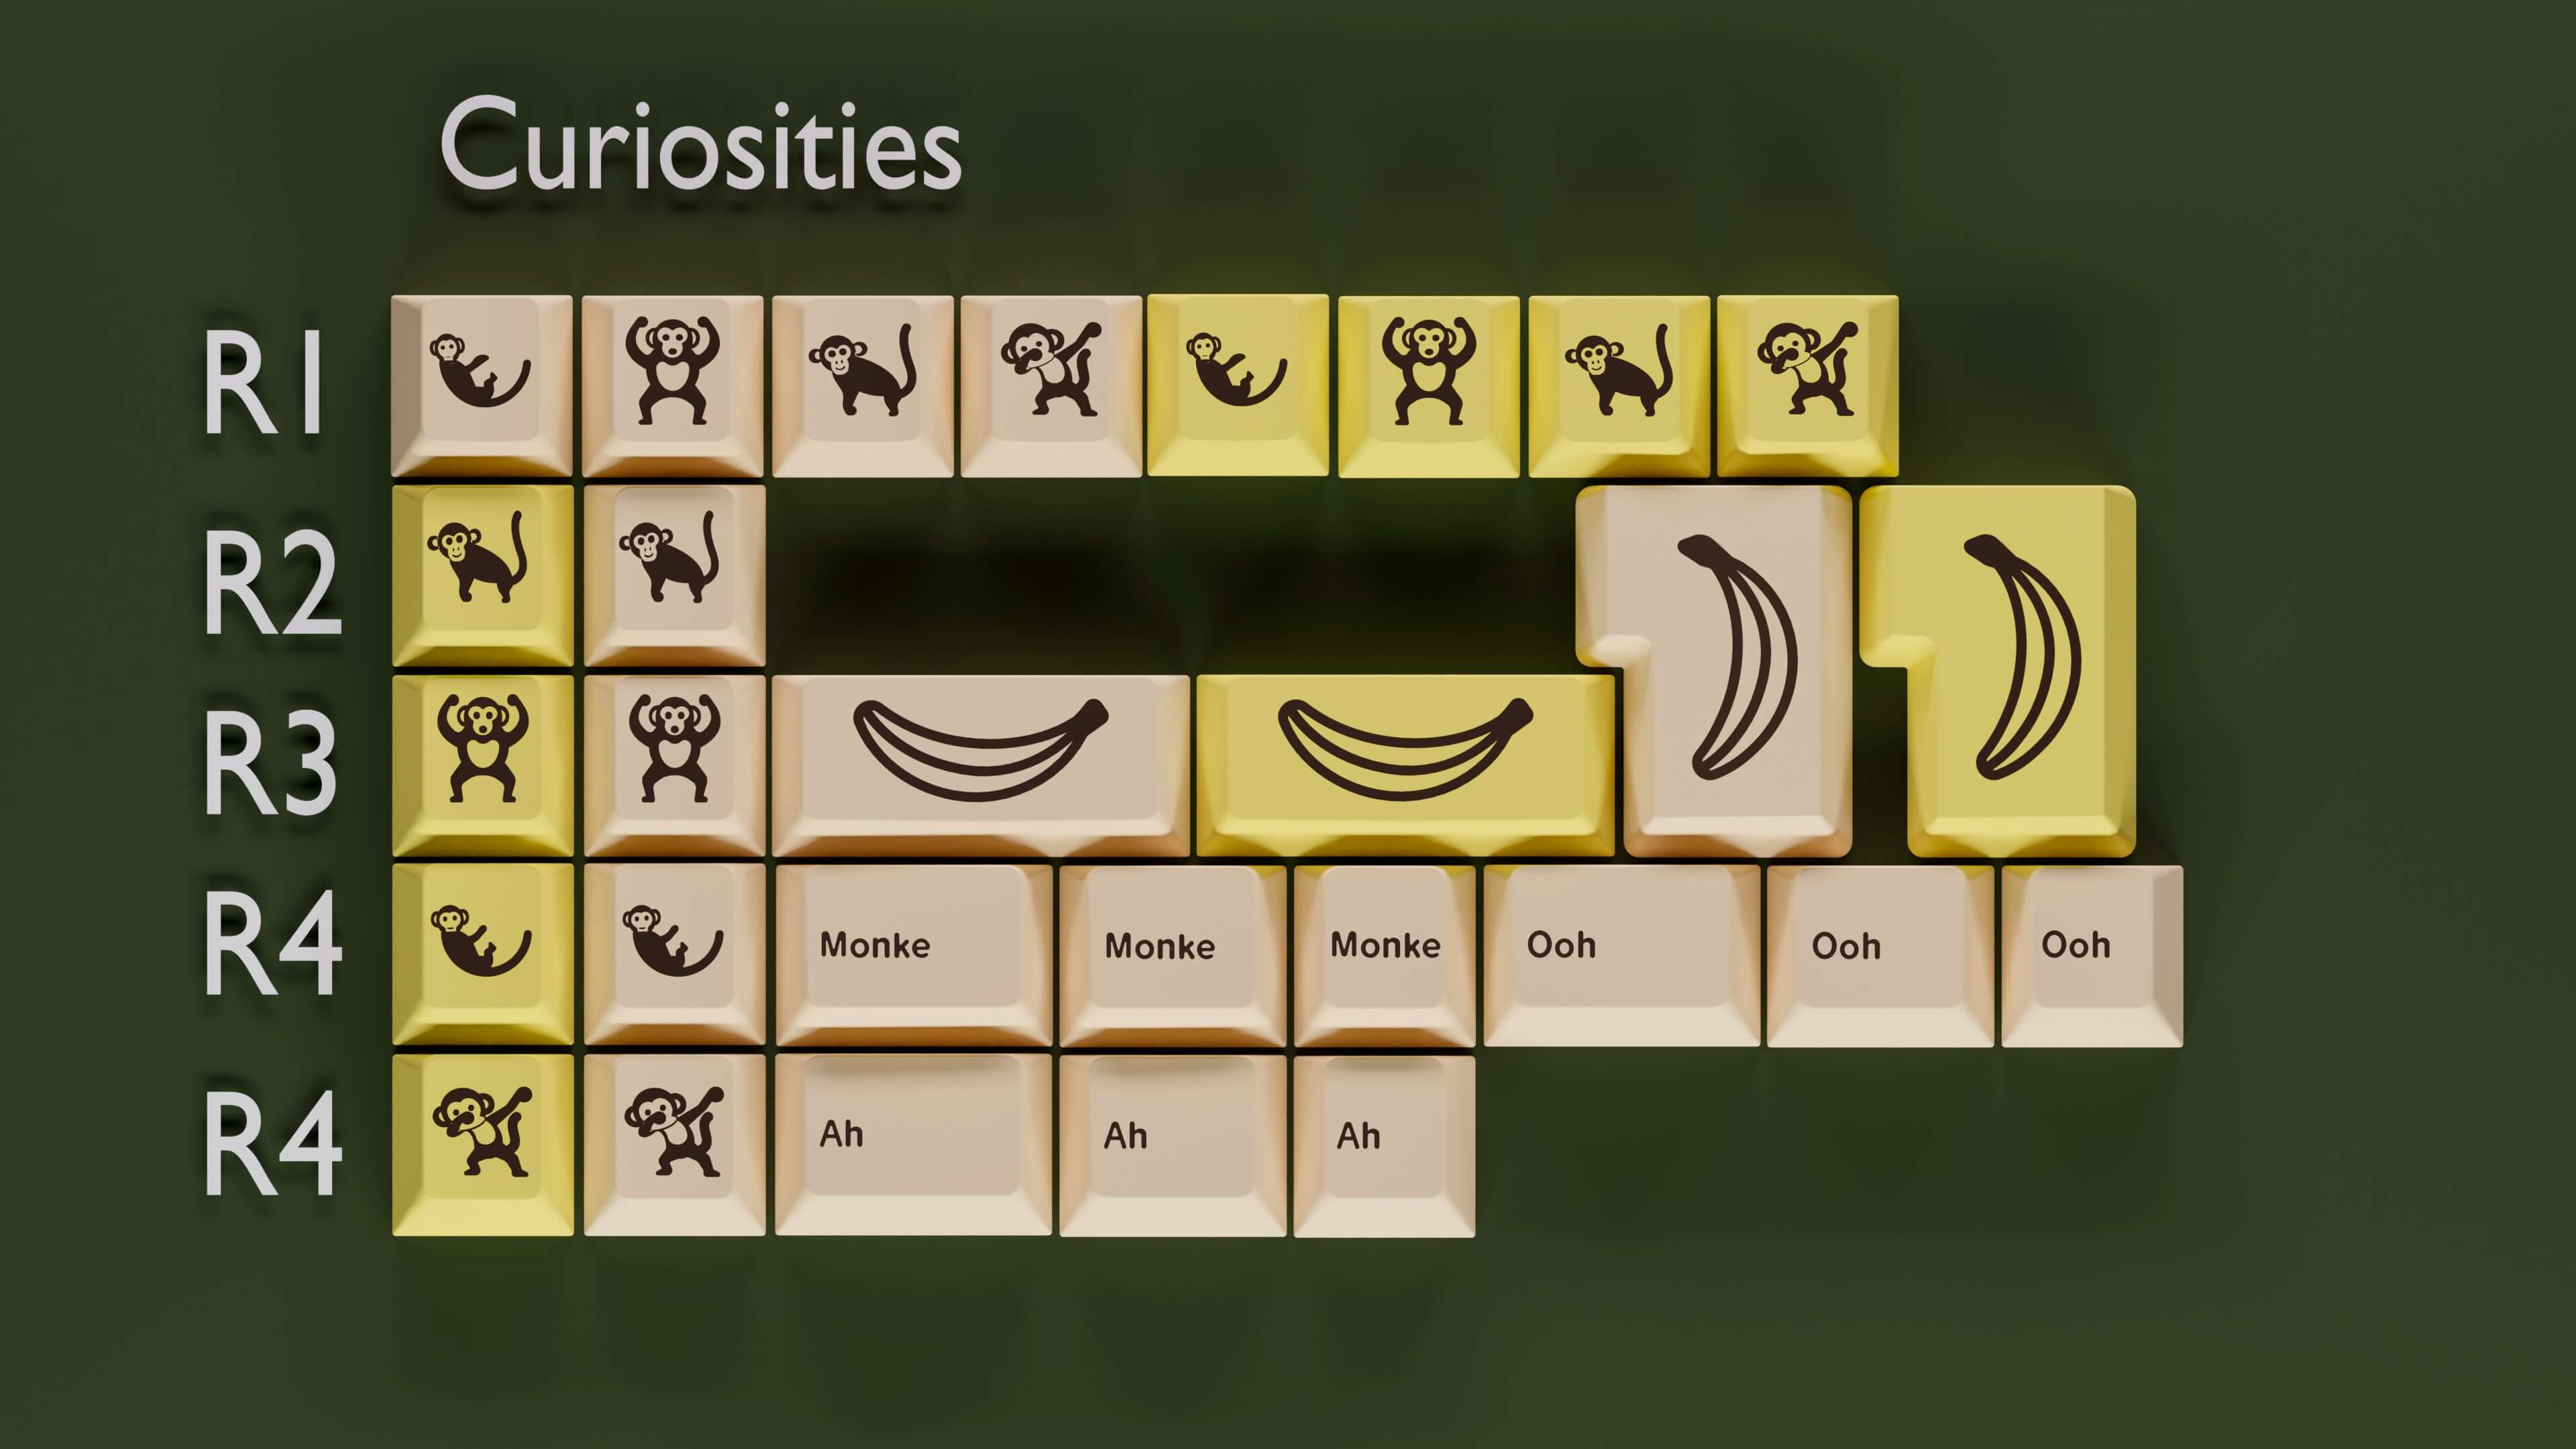 Curiosities
R1
R2
R3
R4 Monke Monke Monke Ooh Ooh Ooh
R4 Ah Ah Ah